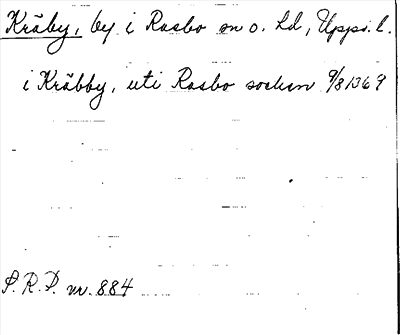 Kråby, by i Rasbo sn o. hd, Upps. l.
i Kråbby, uti Rasbo socken 9/8 1369
S.R.P. nr. 884